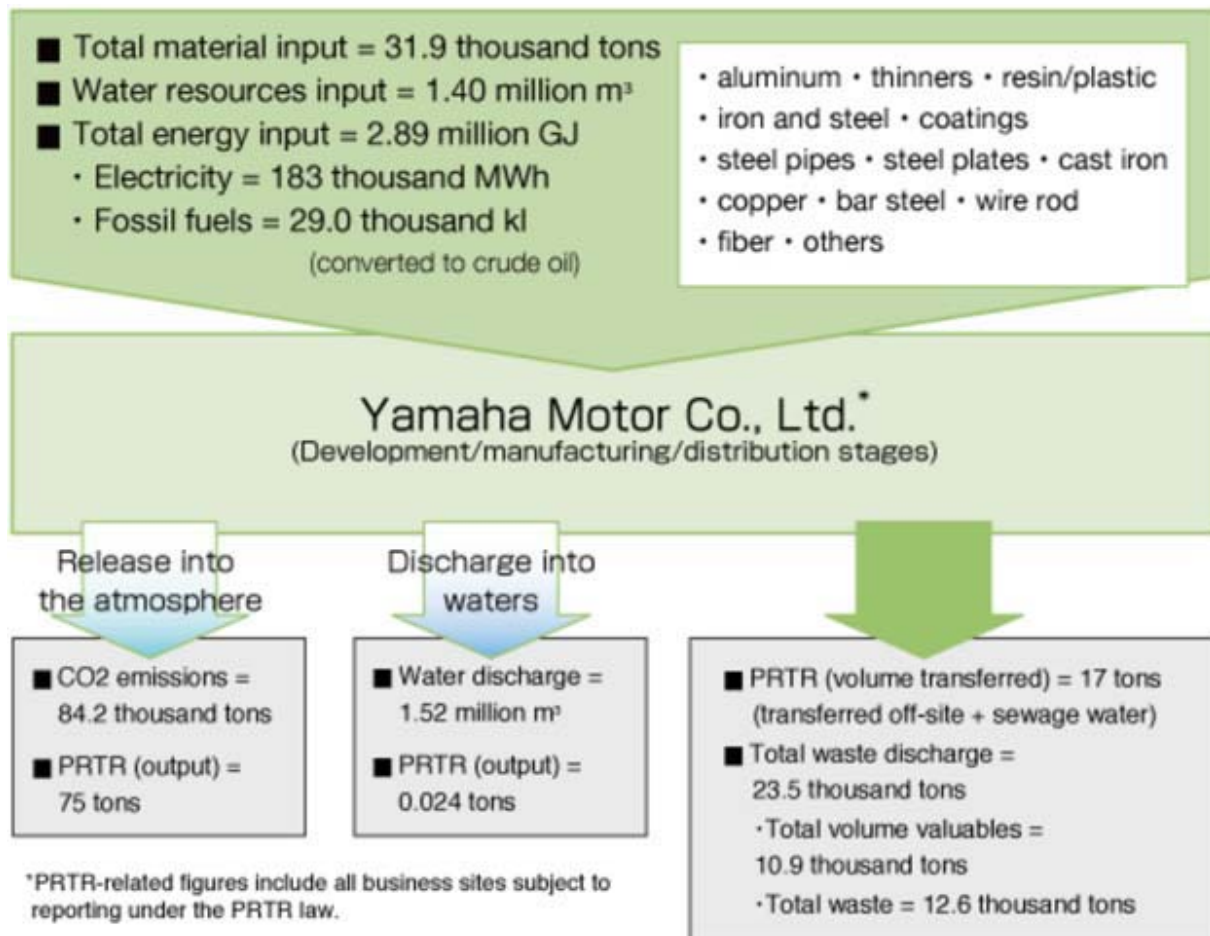 ■ Total material input = 31.9 thousand tons
■ Water resources input = 1.40 million m³
■ Total energy input = 2.89 million GJ
・Electricity = 183 thousand MWh
・Fossil fuels = 29.0 thousand kl
(converted to crude oil)
・aluminum・thinners・resin/plastic
・iron and steel・coatings
・steel pipes・steel plates・cast iron
・copper・bar steel・wire rod
・fiber・others
Yamaha Motor Co., Ltd.*
(Development/manufacturing/distribution stages)
Release into
the atmosphere
■ CO2 emissions =
84.2 thousand tons
■ PRTR (output) =
75 tons
Discharge into
waters
■ Water discharge =
1.52 million m³
■ PRTR (output) =
0.024 tons
■ PRTR (volume transferred) = 17 tons
(transferred off-site + sewage water)
■ Total waste discharge =
23.5 thousand tons
・Total volume valuables =
10.9 thousand tons
・Total waste = 12.6 thousand tons
*PRTR-related figures include all business sites subject to
reporting under the PRTR law.